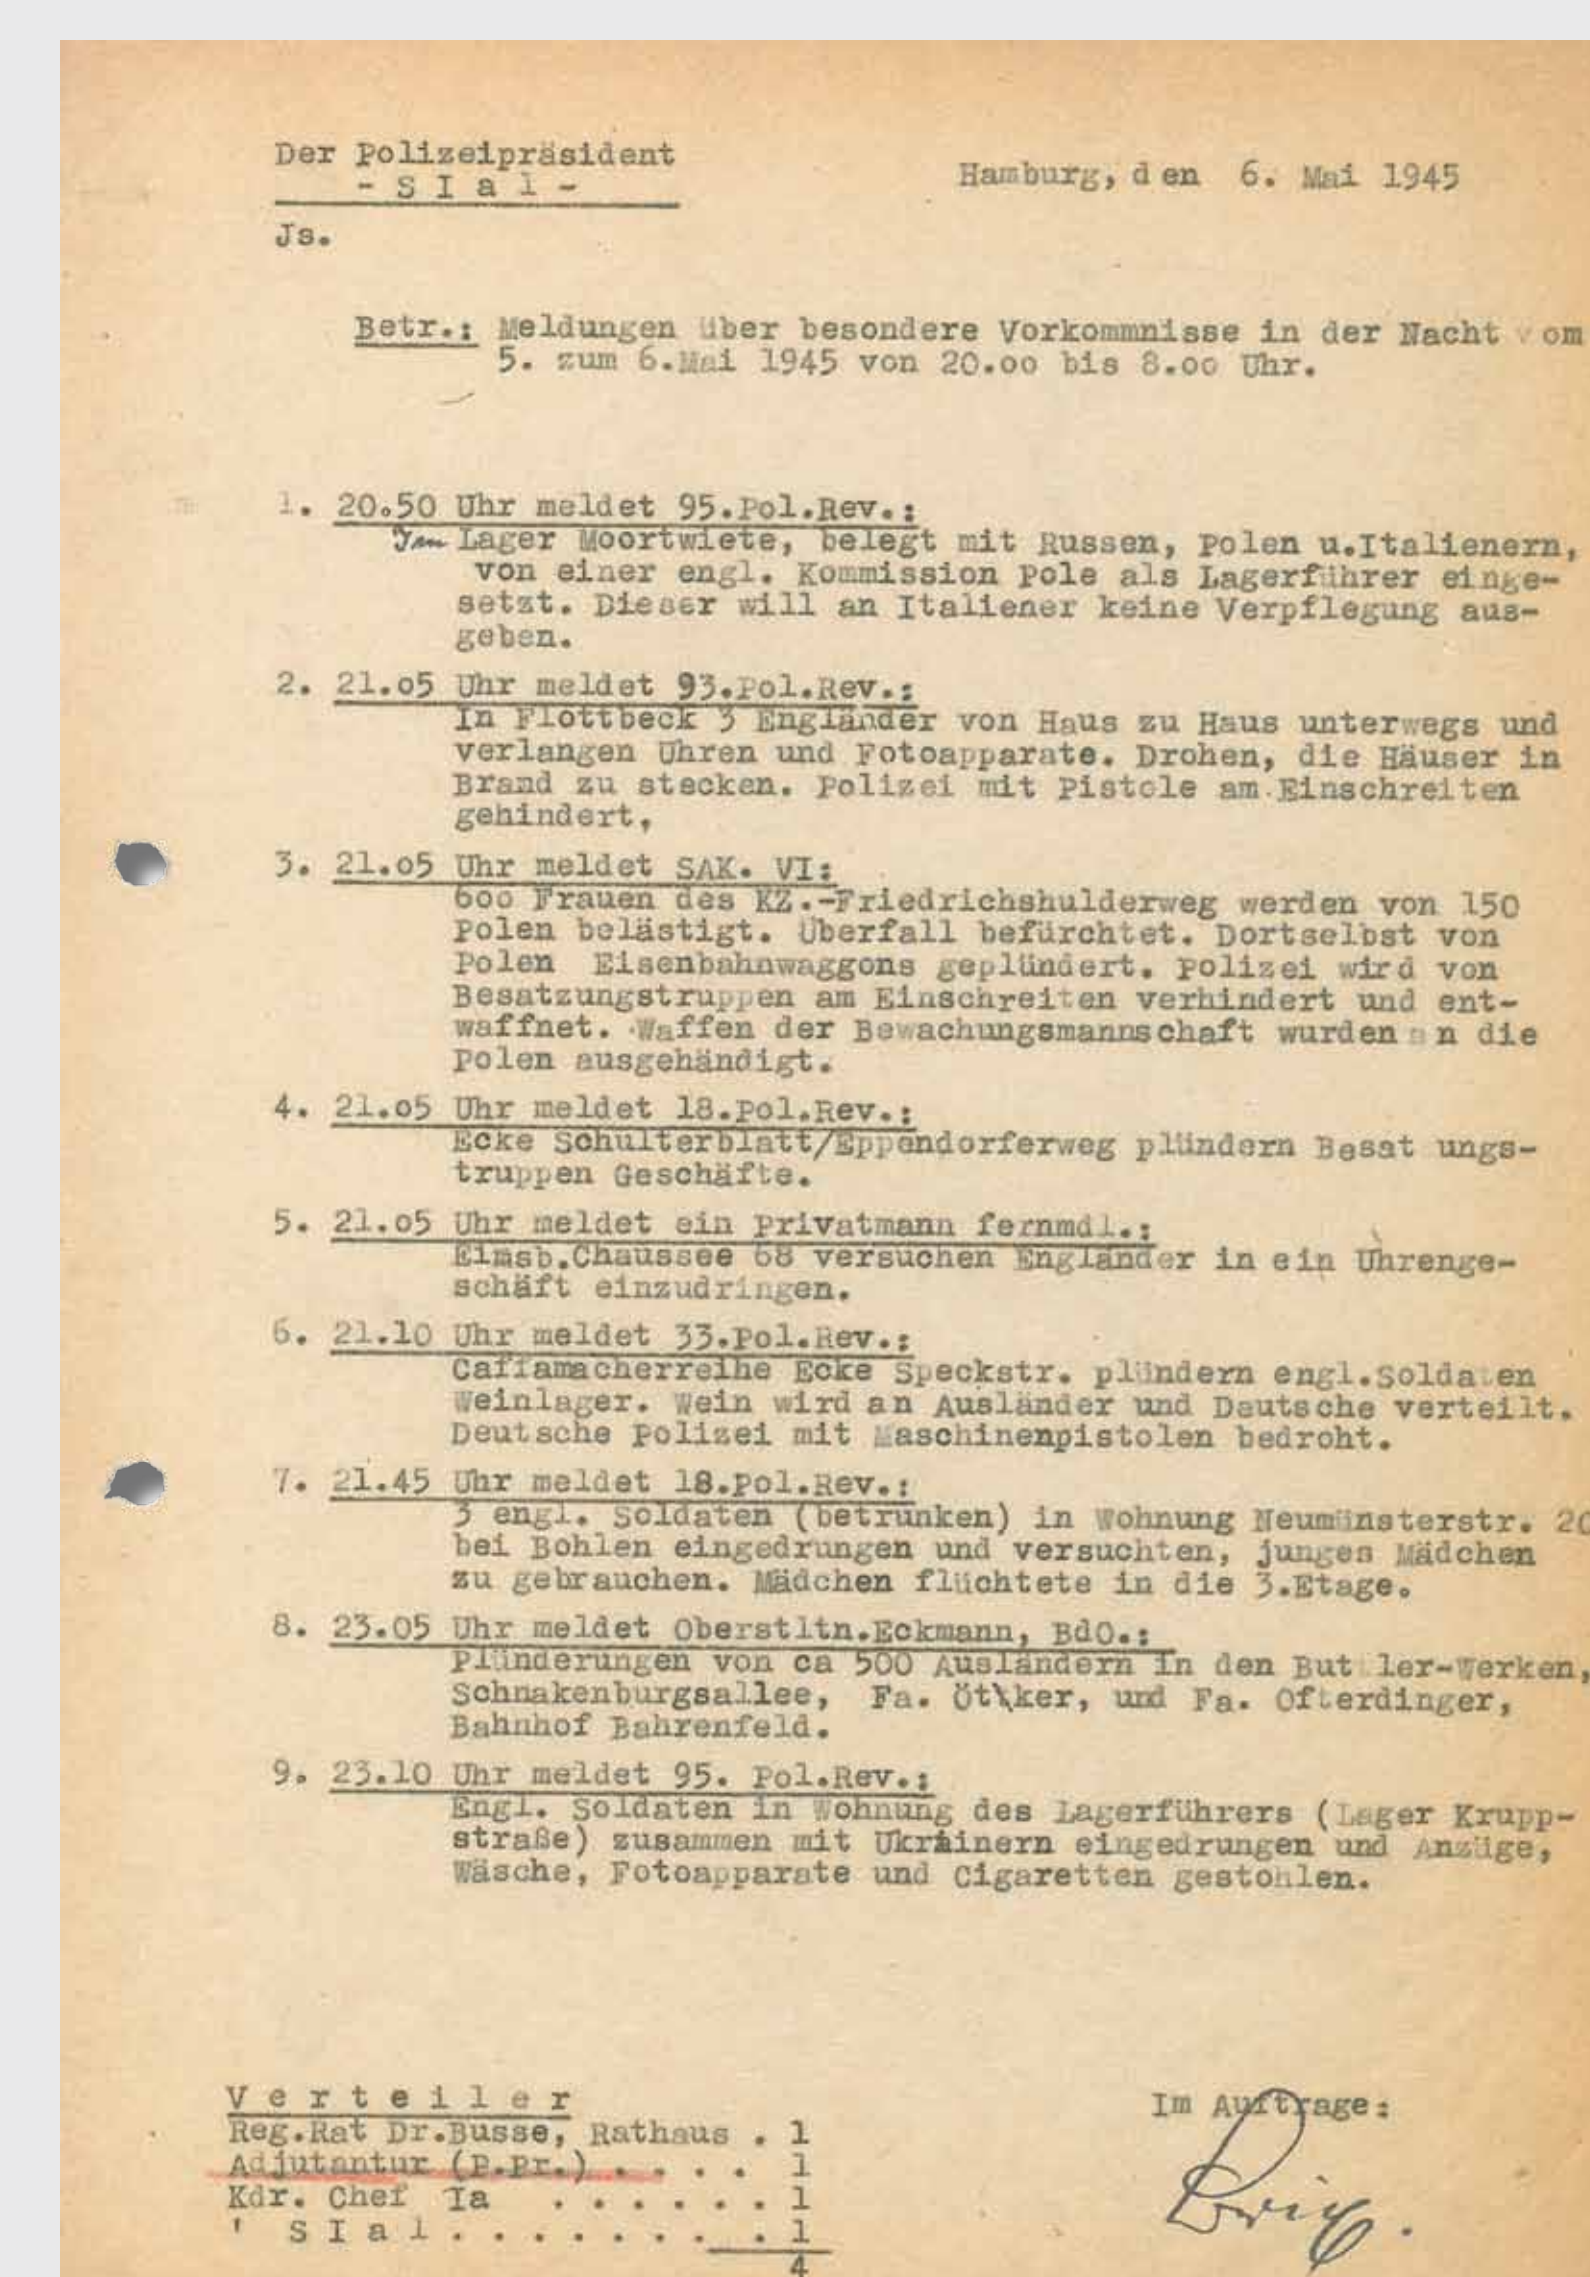 Der Polizeipräsident
- S I a 1 -
Hamburg, den 6. Mai 1945
Js.
Betr.: Meldungen über besondere Vorkommnisse in der Nacht vom
5. zum 6.Mai 1945 von 20.oo bis 8.oo Uhr.
1. 20.50 Uhr meldet 95.Pol.Rev.:
Im Lager Moortwiete, belegt mit Russen, Polen u.Italienern,
von einer engl. Kommission Pole als Lagerführer einge-
setzt. Dieser will an Italiener keine Verpflegung aus-
geben.
2. 21.o5 Uhr meldet 93.Pol.Rev.:
In Flottbeck 3 Engländer von Haus zu Haus unterwegs und
verlangen Uhren und Fotoapparate. Drohen, die Häuser in
Brand zu stecken. Polizei mit Pistole am Einschreiten
gehindert,
3. 21.o5 Uhr meldet SAK. VI:
6oo Frauen des KZ.-Friedrichshulderweg werden von 150
Polen belästigt. Überfall befürchtet. Dortselbst von
Polen Eisenbahnwaggons geplündert. Polizei wird von
Besatzungstruppen am Einschreiten verhindert und ent-
waffnet. Waffen der Bewachungsmannschaft wurden an die
Polen ausgehändigt.
4. 21.o5 Uhr meldet 18.Pol.Rev.:
Ecke Schulterblatt/Eppendorferweg plündern Besat ungs-
truppen Geschäfte.
5. 21.o5 Uhr meldet ein Privatmann fernmdl.:
Eimsb.Chaussee 68 versuchen Engländer in ein Uhrenge-
schäft einzudringen.
6. 21.10 Uhr meldet 33.Pol.Rev.:
Caffamacherreihe Ecke Speckstr. plündern engl.Soldaten
Weinlager. Wein wird an Ausländer und Deutsche verteilt.
Deutsche Polizei mit Maschinenpistolen bedroht.
7. 21.45 Uhr meldet 18.Pol.Rev.:
3 engl. Soldaten (betrunken) in Wohnung Neumünsterstr. 20
bei Bohlen eingedrungen und versuchten, junges Mädchen
zu gebrauchen. Mädchen flüchtete in die 3.Etage.
8. 23.05 Uhr meldet Oberstltn.Eckmann, BdO.:
Plünderungen von ca 500 Ausländern in den But ler-Werken,
Schnakenburgsallee, Fa. Öt\ker, und Fa. Ofterdinger,
Bahnhof Bahrenfeld.
9. 23.10 Uhr meldet 95. Pol.Rev.:
Engl. Soldaten in Wohnung des Lagerführers (Lager Krupp-
straße) zusammen mit Ukrainern eingedrungen und Anzüge,
Wäsche, Fotoapparate und Cigaretten gestohlen.
V e r t e i l e r
Reg.Rat Dr.Busse, Rathaus . 1
Adjutantur (P.Pr.) . . . . 1
Kdr. Chef Ia . . . . . . 1
' S I a 1 . . . . . . . . 1
4
Im Auftrage: